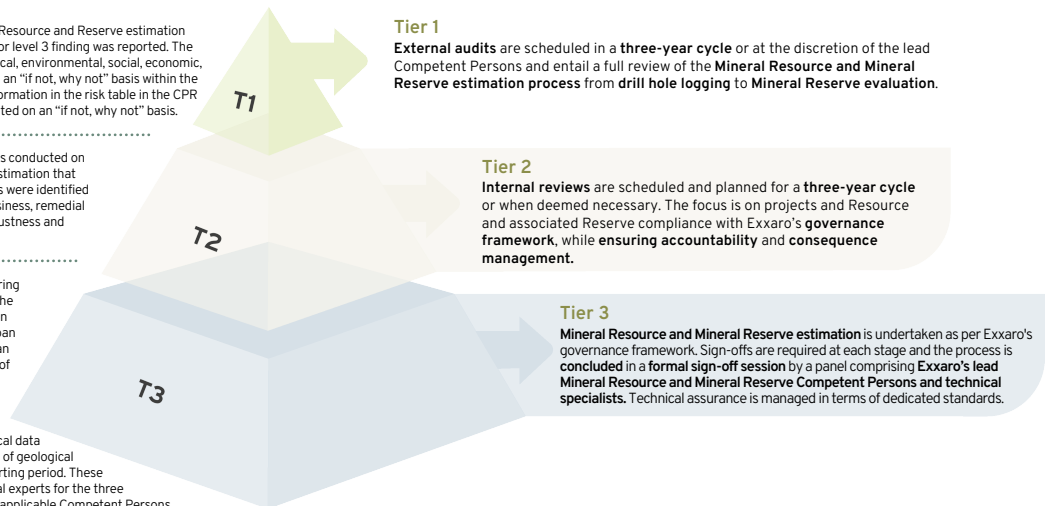 Resource and Reserve estimation
or level 3 finding was reported. The
cal, environmental, social, economic,
an “if not, why not” basis within the
ormation in the risk table in the CPR
ted on an “if not, why not” basis.
s conducted on
stimation that
s were identified
siness, remedial
ustness and
ring
he
n
pan
an
of
cal data
of geological
rting period. These
al experts for the three
applicable Competent Persons
T1
T2
T3
Tier 1
External audits are scheduled in a three-year cycle or at the discretion of the lead
Competent Persons and entail a full review of the Mineral Resource and Mineral
Reserve estimation process from drill hole logging to Mineral Reserve evaluation.
Tier 2
Internal reviews are scheduled and planned for a three-year cycle
or when deemed necessary. The focus is on projects and Resource
and associated Reserve compliance with Exxaro’s governance
framework, while ensuring accountability and consequence
management.
Tier 3
Mineral Resource and Mineral Reserve estimation is undertaken as per Exxaro's
governance framework. Sign-offs are required at each stage and the process is
concluded in a formal sign-off session by a panel comprising Exxaro’s lead
Mineral Resource and Mineral Reserve Competent Persons and technical
specialists. Technical assurance is managed in terms of dedicated standards.